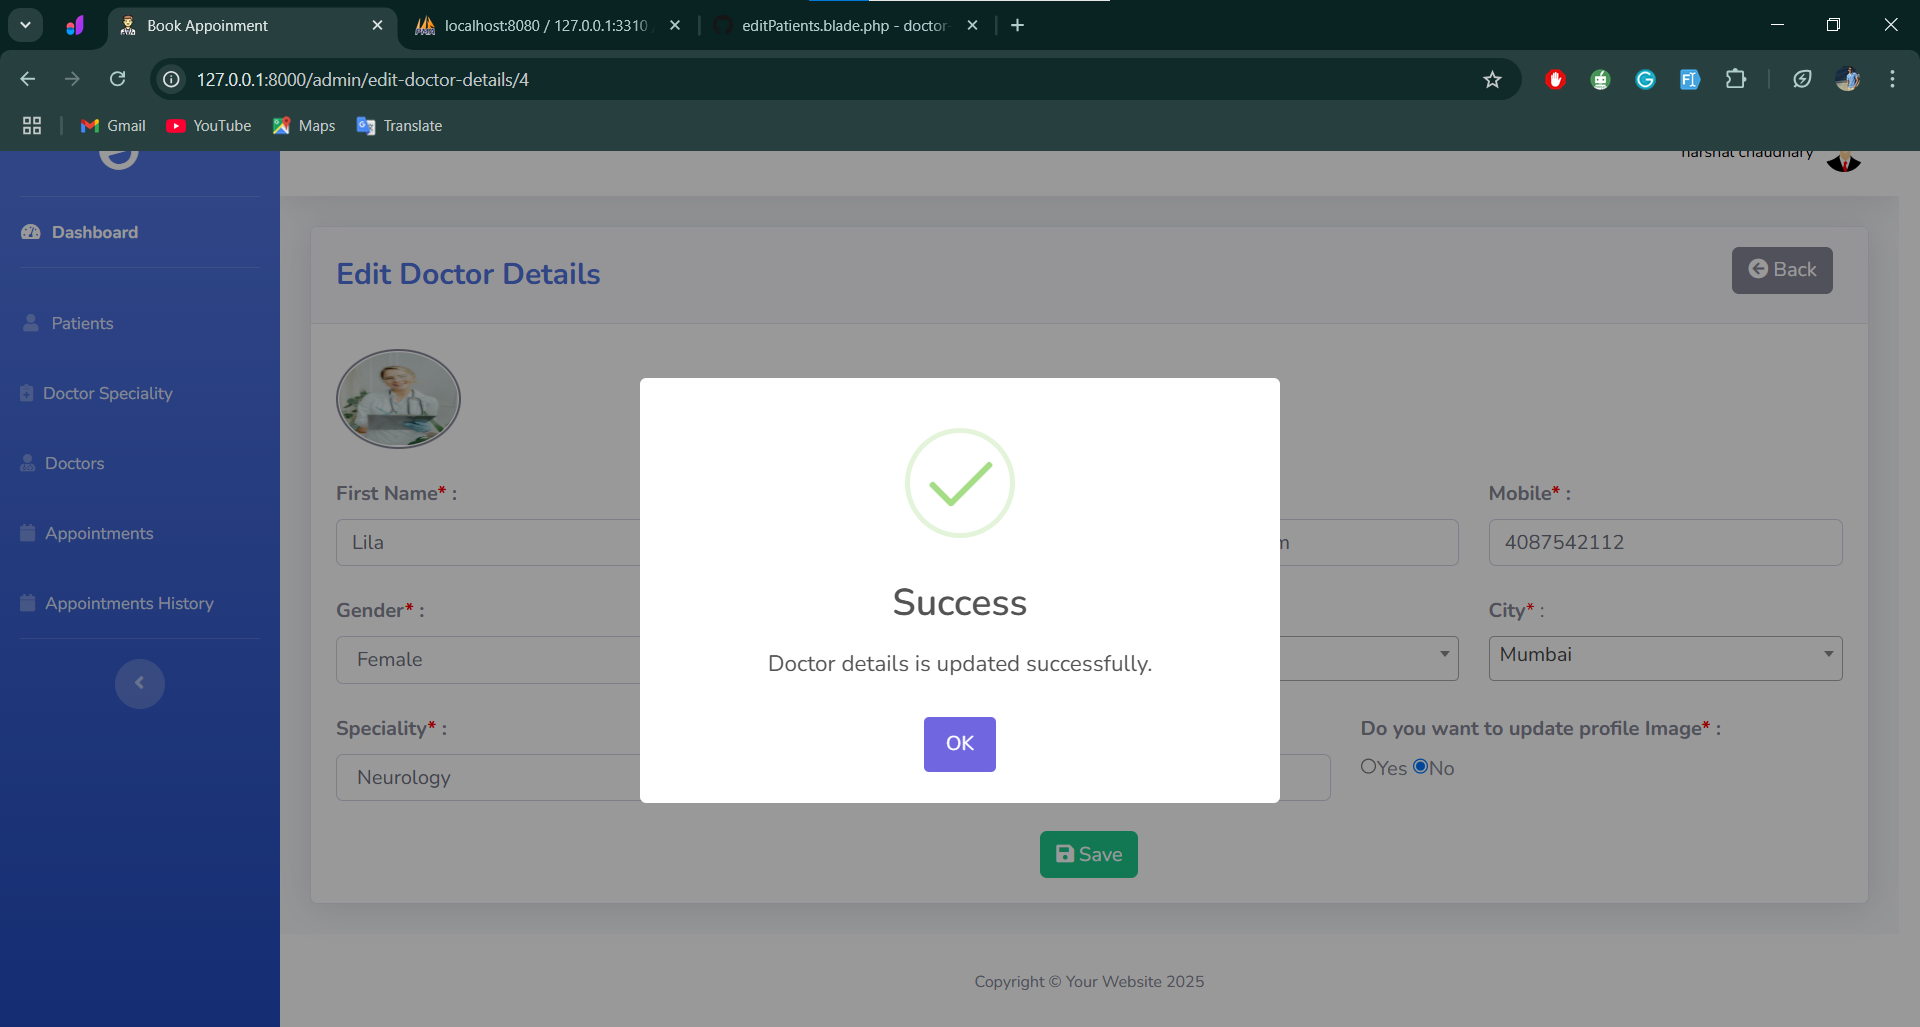 Book Appoinment
localhost:8080 / 127.0.0.1:3310
editPatients.blade.php - doctor-
127.0.0.1:8000/admin/edit-doctor-details/4
Gmail
YouTube
Maps
Translate
harshal chaudhary
Dashboard
Patients
Doctor Speciality
Doctors
Appointments
Appointments History
Edit Doctor Details
Back
First Name* :
Mobile* :
Lila
m
4087542112
Gender* :
City* :
Female
Mumbai
Speciality* :
Do you want to update profile Image* :
Neurology
Yes No
Save
Success
Doctor details is updated successfully.
OK
Copyright © Your Website 2025